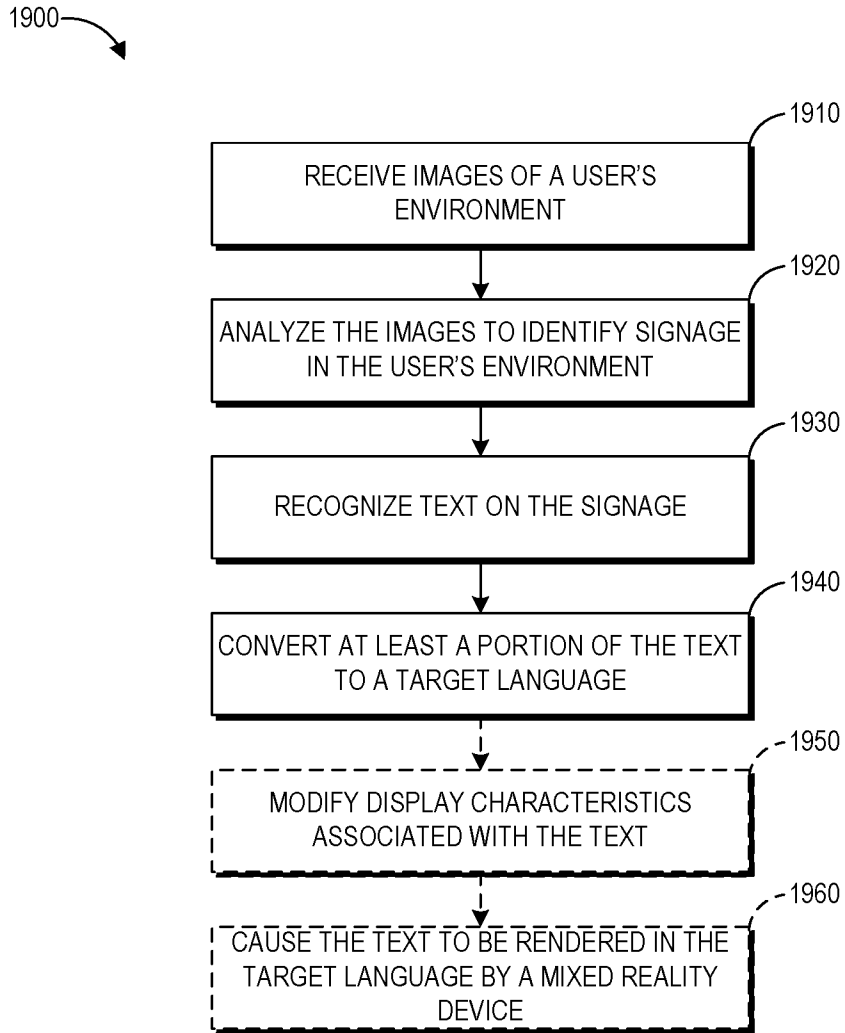 1900
1910
RECEIVE IMAGES OF A USER'S
ENVIRONMENT
1920
ANALYZE THE IMAGES TO IDENTIFY SIGNAGE
IN THE USER'S ENVIRONMENT
1930
RECOGNIZE TEXT ON THE SIGNAGE
1940
CONVERT AT LEAST A PORTION OF THE TEXT
TO A TARGET LANGUAGE
1950
MODIFY DISPLAY CHARACTERISTICS
ASSOCIATED WITH THE TEXT
1960
CAUSE THE TEXT TO BE RENDERED IN THE
TARGET LANGUAGE BY A MIXED REALITY
DEVICE